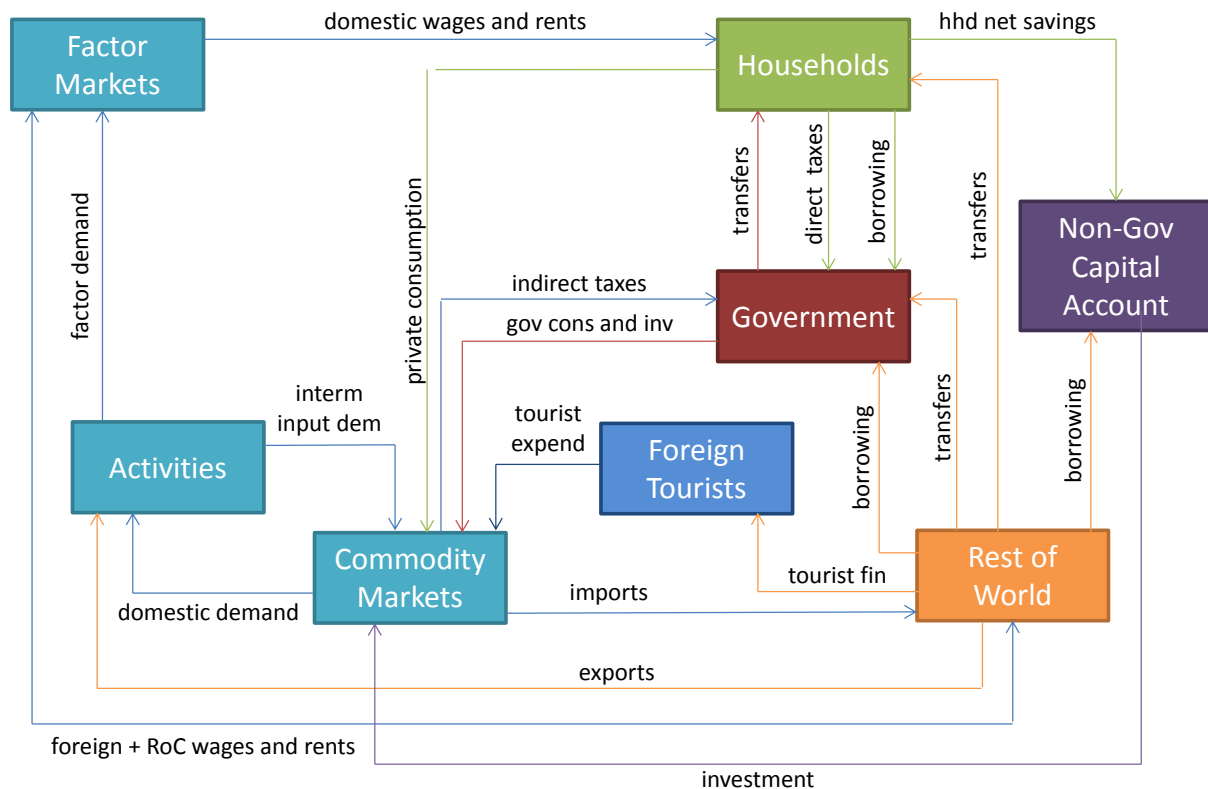 domestic wages and rents
hhd net savings
Factor
Markets
Households
transfers
direct taxes
borrowing
transfers
Non-Gov
Capital
Account
factor demand
private consumption
indirect taxes
gov cons and inv
Government
interm
input dem
tourist
expend
Foreign
Tourists
borrowing
transfers
borrowing
Activities
Commodity
Markets
tourist fin
Rest of
World
domestic demand
imports
exports
foreign + RoC wages and rents
investment